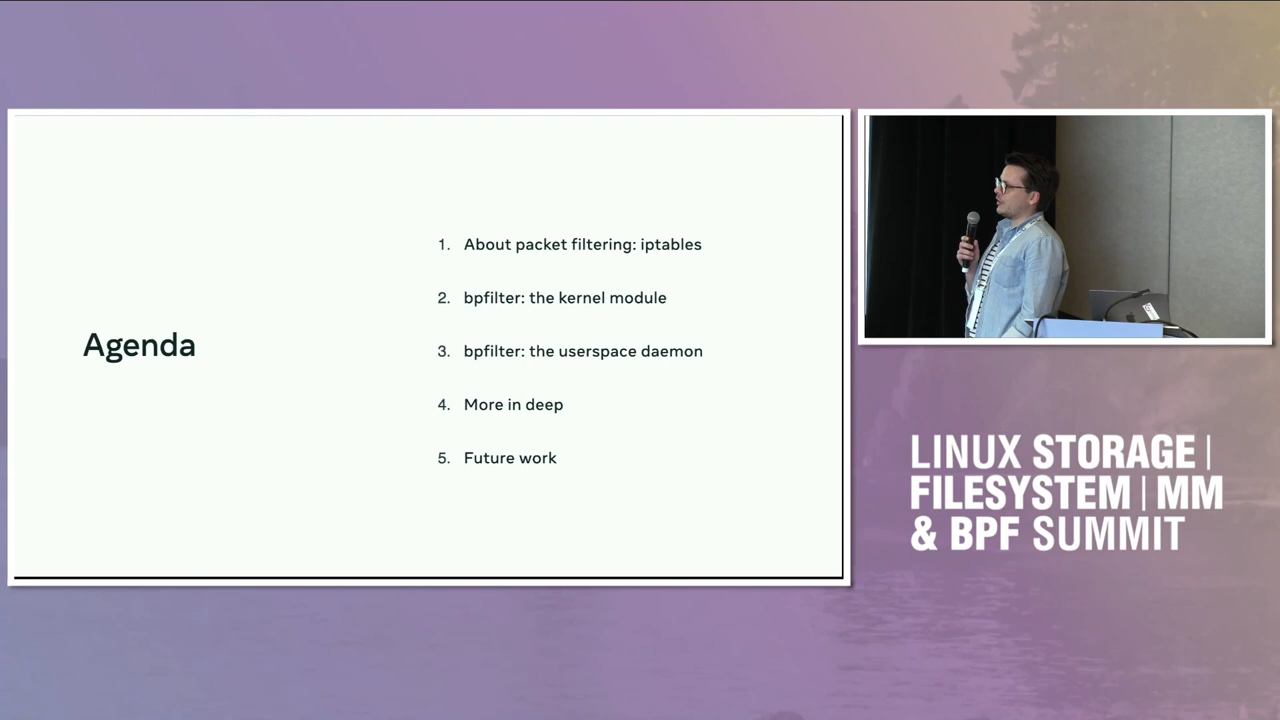 Agenda
1. About packet filtering: iptables
2. bpfilter: the kernel module
3. bpfilter: the userspace daemon
4. More in deep
5. Future work
LINUX STORAGE |
FILESYSTEM | MM
& BPF SUMMIT